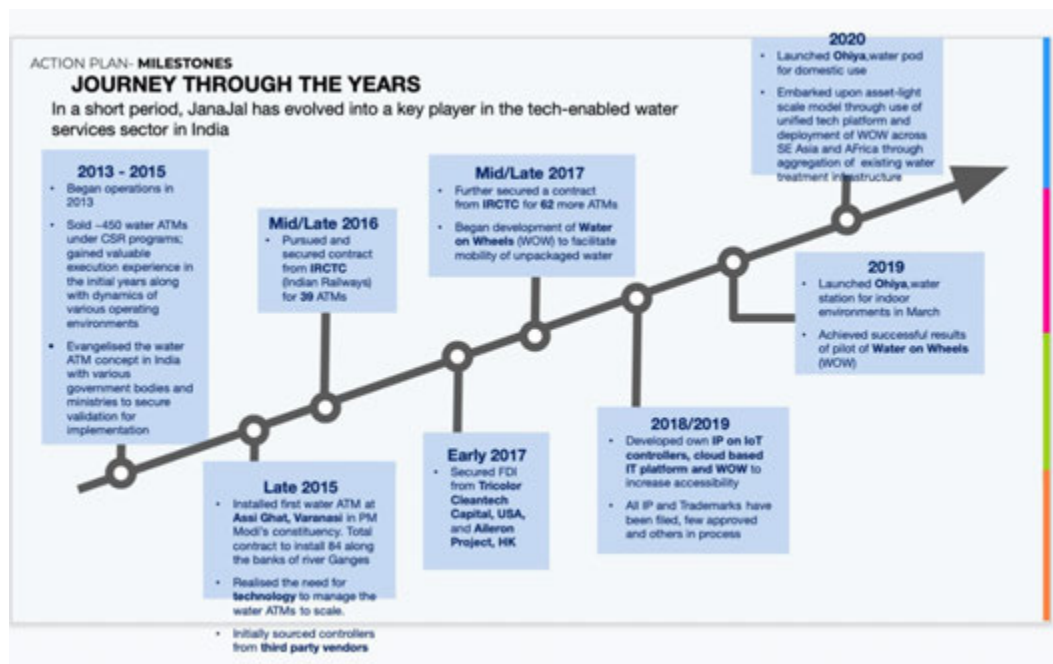 ACTION PLAN- MILESTONES
JOURNEY THROUGH THE YEARS
In a short period, JanaJal has evolved into a key player in the tech-enabled water
services sector in India
2013 - 2015
• Began operations in
2013
• Sold ~450 water ATMs
under CSR programs;
gained valuable
execution experience in
the initial years along
with dynamics of
various operating
environments
• Evangelised the water
ATM concept in India
with various
government bodies and
ministries to secure
validation for
implementation
Late 2015
• Installed first water ATM at
Assi Ghat, Varanasi in PM
Modi's constituency. Total
contract to install 84 along
the banks of river Ganges
• Realised the need for
technology to manage the
water ATMs to scale.
• Initially sourced controllers
from third party vendors
Mid/Late 2016
• Pursued and
secured contract
from IRCTC
(Indian Railways)
for 39 ATMs
Early 2017
• Secured FDI
from Tricolor
Cleantech
Capital, USA,
and Aileron
Project, HK
Mid/Late 2017
• Further secured a contract
from IRCTC for 62 more ATMs
• Began development of Water
on Wheels (WOW) to facilitate
mobility of unpackaged water
2018/2019
• Developed own IP on IoT
controllers, cloud based
IT platform and WOW to
increase accessibility
• All IP and Trademarks have
been filed, few approved
and others in process
2019
• Launched Ohiya,water
station for indoor
environments in March
• Achieved successful results
of pilot of Water on Wheels
(WOW)
2020
• Launched Ohiya,water pod
for domestic use
• Embarked upon asset-light
scale model through use of
unified tech platform and
deployment of WOW across
SE Asia and AFrica through
aggregation of existing water
treatment infrastructure